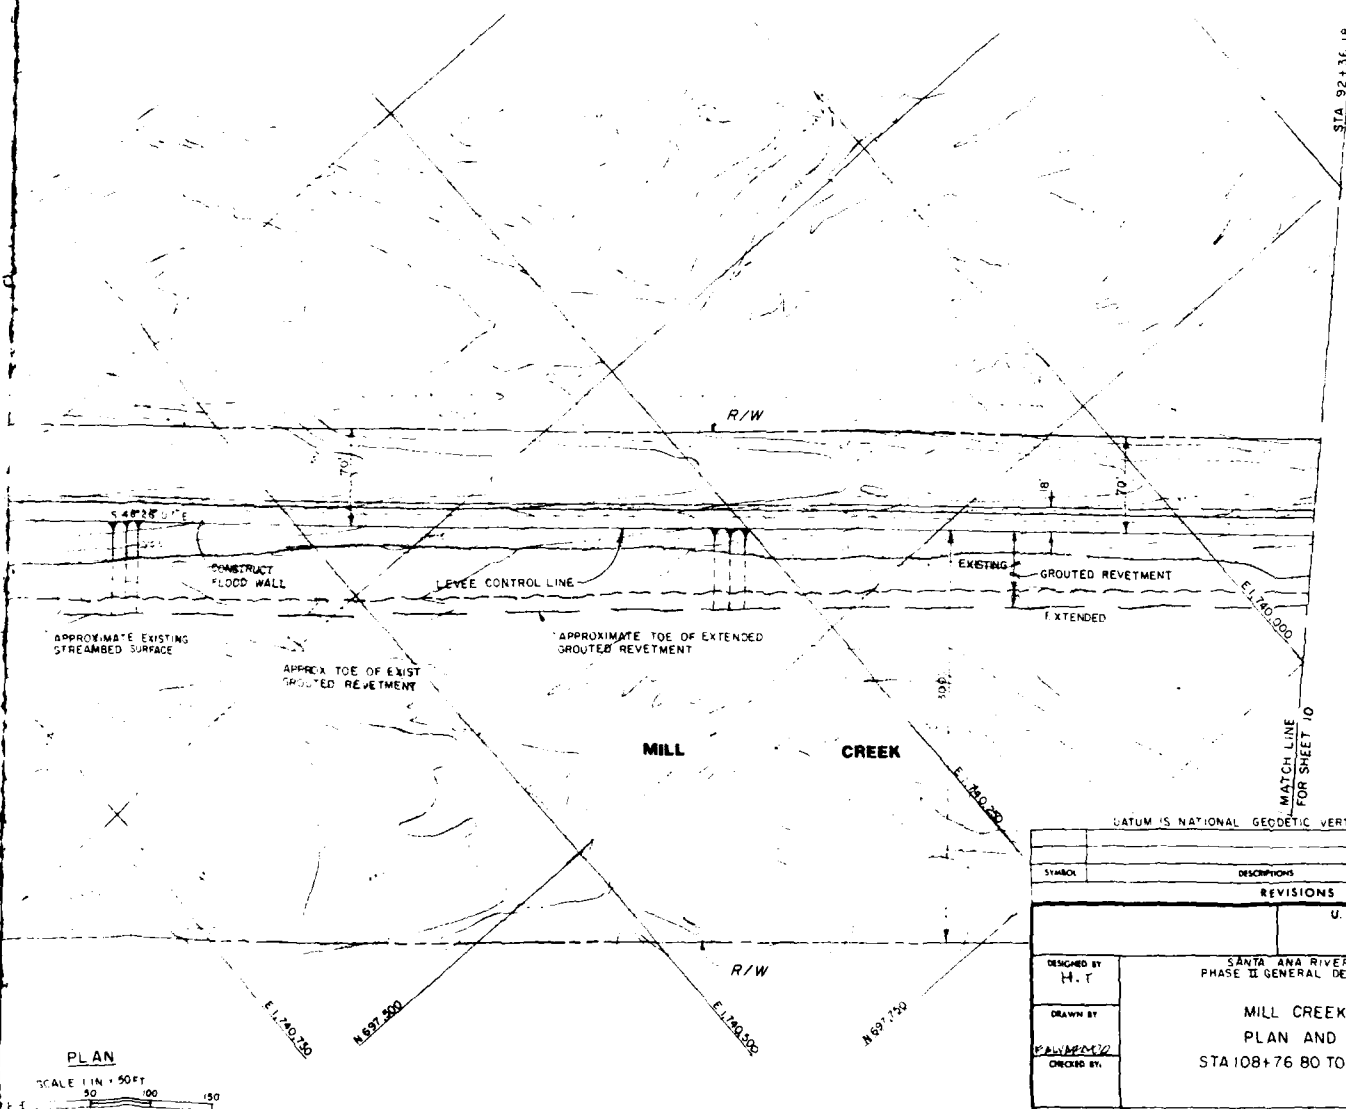 STA 92+36.18
R/W
70'
18'
70'
CONSTRUCT
FLOOD WALL
LEVEE CONTROL LINE
EXISTING
GROUTED REVETMENT
EXTENDED
E 1,740,000
APPROXIMATE EXISTING
STREAMBED SURFACE
APPROXIMATE TOE OF EXTENDED
GROUTED REVETMENT
APPROX TOE OF EXIST
GROUTED REVETMENT
300'
MILL CREEK
E 1,740,250
MATCH LINE
FOR SHEET 10
DATUM IS NATIONAL GEODETIC VERT
SYMBOL
DESCRIPTIONS
REVISIONS
U.
R/W
DESIGNED BY
H.T
SANTA ANA RIVER
PHASE II GENERAL DE
DRAWN BY
MILL CREEK
PLAN AND
CHECKED BY:
STA 108+76 80 TO
E 1,740,750
N 697,500
E 1,740,500
N 697,750
PLAN
SCALE 1 IN = 50 FT
50 100 150